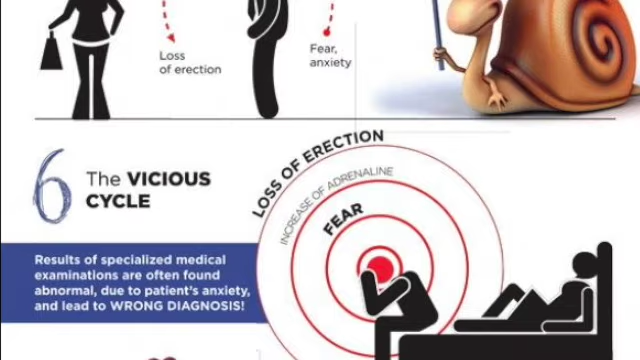 Loss
of erection
Fear,
anxiety
6
The VICIOUS
CYCLE
LOSS OF ERECTION
INCREASE OF ADRENALINE
FEAR
Results of specialized medical
examinations are often found
abnormal, due to patient's anxiety,
and lead to WRONG DIAGNOSIS!